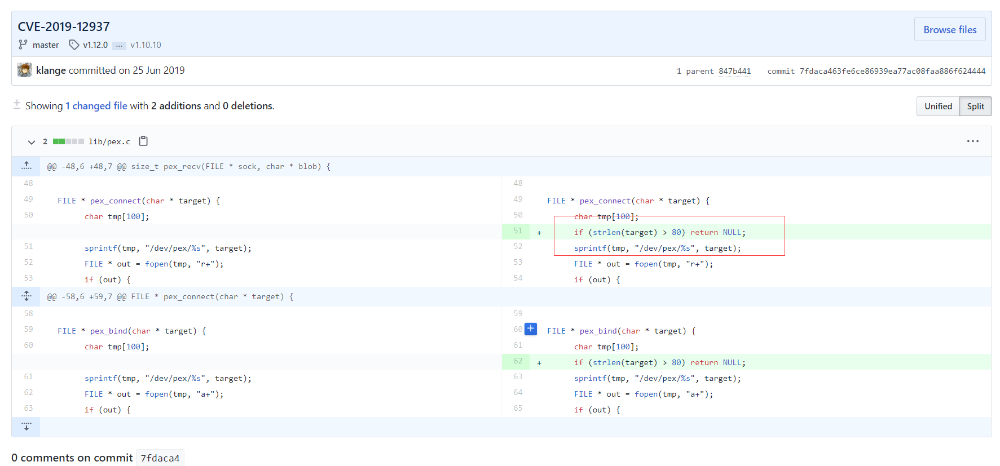 CVE-2019-12937
Browse files
master v1.12.0 ... v1.10.10
klange committed on 25 Jun 2019
1 parent 847b441 commit 7fdaca463fe6ce86939ea77ac08faa886f624444
Showing 1 changed file with 2 additions and 0 deletions.
Unified Split
2 lib/pex.c
@@ -48,6 +48,7 @@ size_t pex_recv(FILE * sock, char * blob) {
48 48
49 FILE * pex_connect(char * target) { 49 FILE * pex_connect(char * target) {
50 char tmp[100]; 50 char tmp[100];
51 + if (strlen(target) > 80) return NULL;
51 sprintf(tmp, "/dev/pex/%s", target); 52 sprintf(tmp, "/dev/pex/%s", target);
52 FILE * out = fopen(tmp, "r+"); 53 FILE * out = fopen(tmp, "r+");
53 if (out) { 54 if (out) {
@@ -58,6 +59,7 @@ FILE * pex_connect(char * target) {
58 59
59 FILE * pex_bind(char * target) { 60 + FILE * pex_bind(char * target) {
60 char tmp[100]; 61 char tmp[100];
62 + if (strlen(target) > 80) return NULL;
61 sprintf(tmp, "/dev/pex/%s", target); 63 sprintf(tmp, "/dev/pex/%s", target);
62 FILE * out = fopen(tmp, "a+"); 64 FILE * out = fopen(tmp, "a+");
63 if (out) { 65 if (out) {
0 comments on commit 7fdaca4